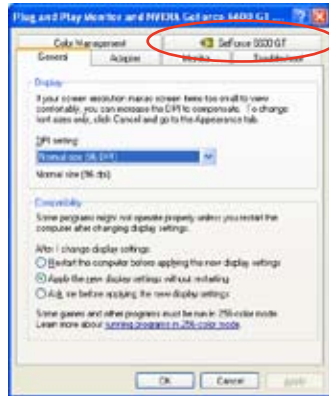 Plug and Play Monitor and NVIDIA GeForce 6600 GT ...
Color Management
GeForce 6600 GT
General
Adapter
Monitor
Troubleshoot
Display
If your screen resolution makes screen items too small to view
comfortably, you can increase the DPI to compensate. To change
font sizes only, click Cancel and go to the Appearance tab.
DPI setting:
Normal size (96 DPI)
Normal size (96 dpi)
Compatibility
Some programs might not operate properly unless you restart the
computer after changing display settings.
After I change display settings:
Restart the computer before applying the new display settings
Apply the new display settings without restarting
Ask me before applying the new display settings
Some games and other programs must be run in 256-color mode.
Learn more about running programs in 256-color mode.
OK
Cancel
Apply